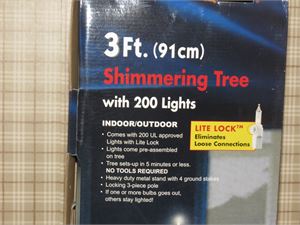 3Ft. (91cm)
Shimmering Tree
with 200 Lights
INDOOR/OUTDOOR
• Comes with 200 UL approved
Lights with Lite Lock
• Lights come pre-assembled
on tree
• Tree sets-up in 5 minutes or less.
NO TOOLS REQUIRED
• Heavy duty metal stand with 4 ground stakes
• Locking 3-piece pole
• If one or more bulbs goes out,
others stay lighted!
LITE LOCK™
Eliminates
Loose Connections